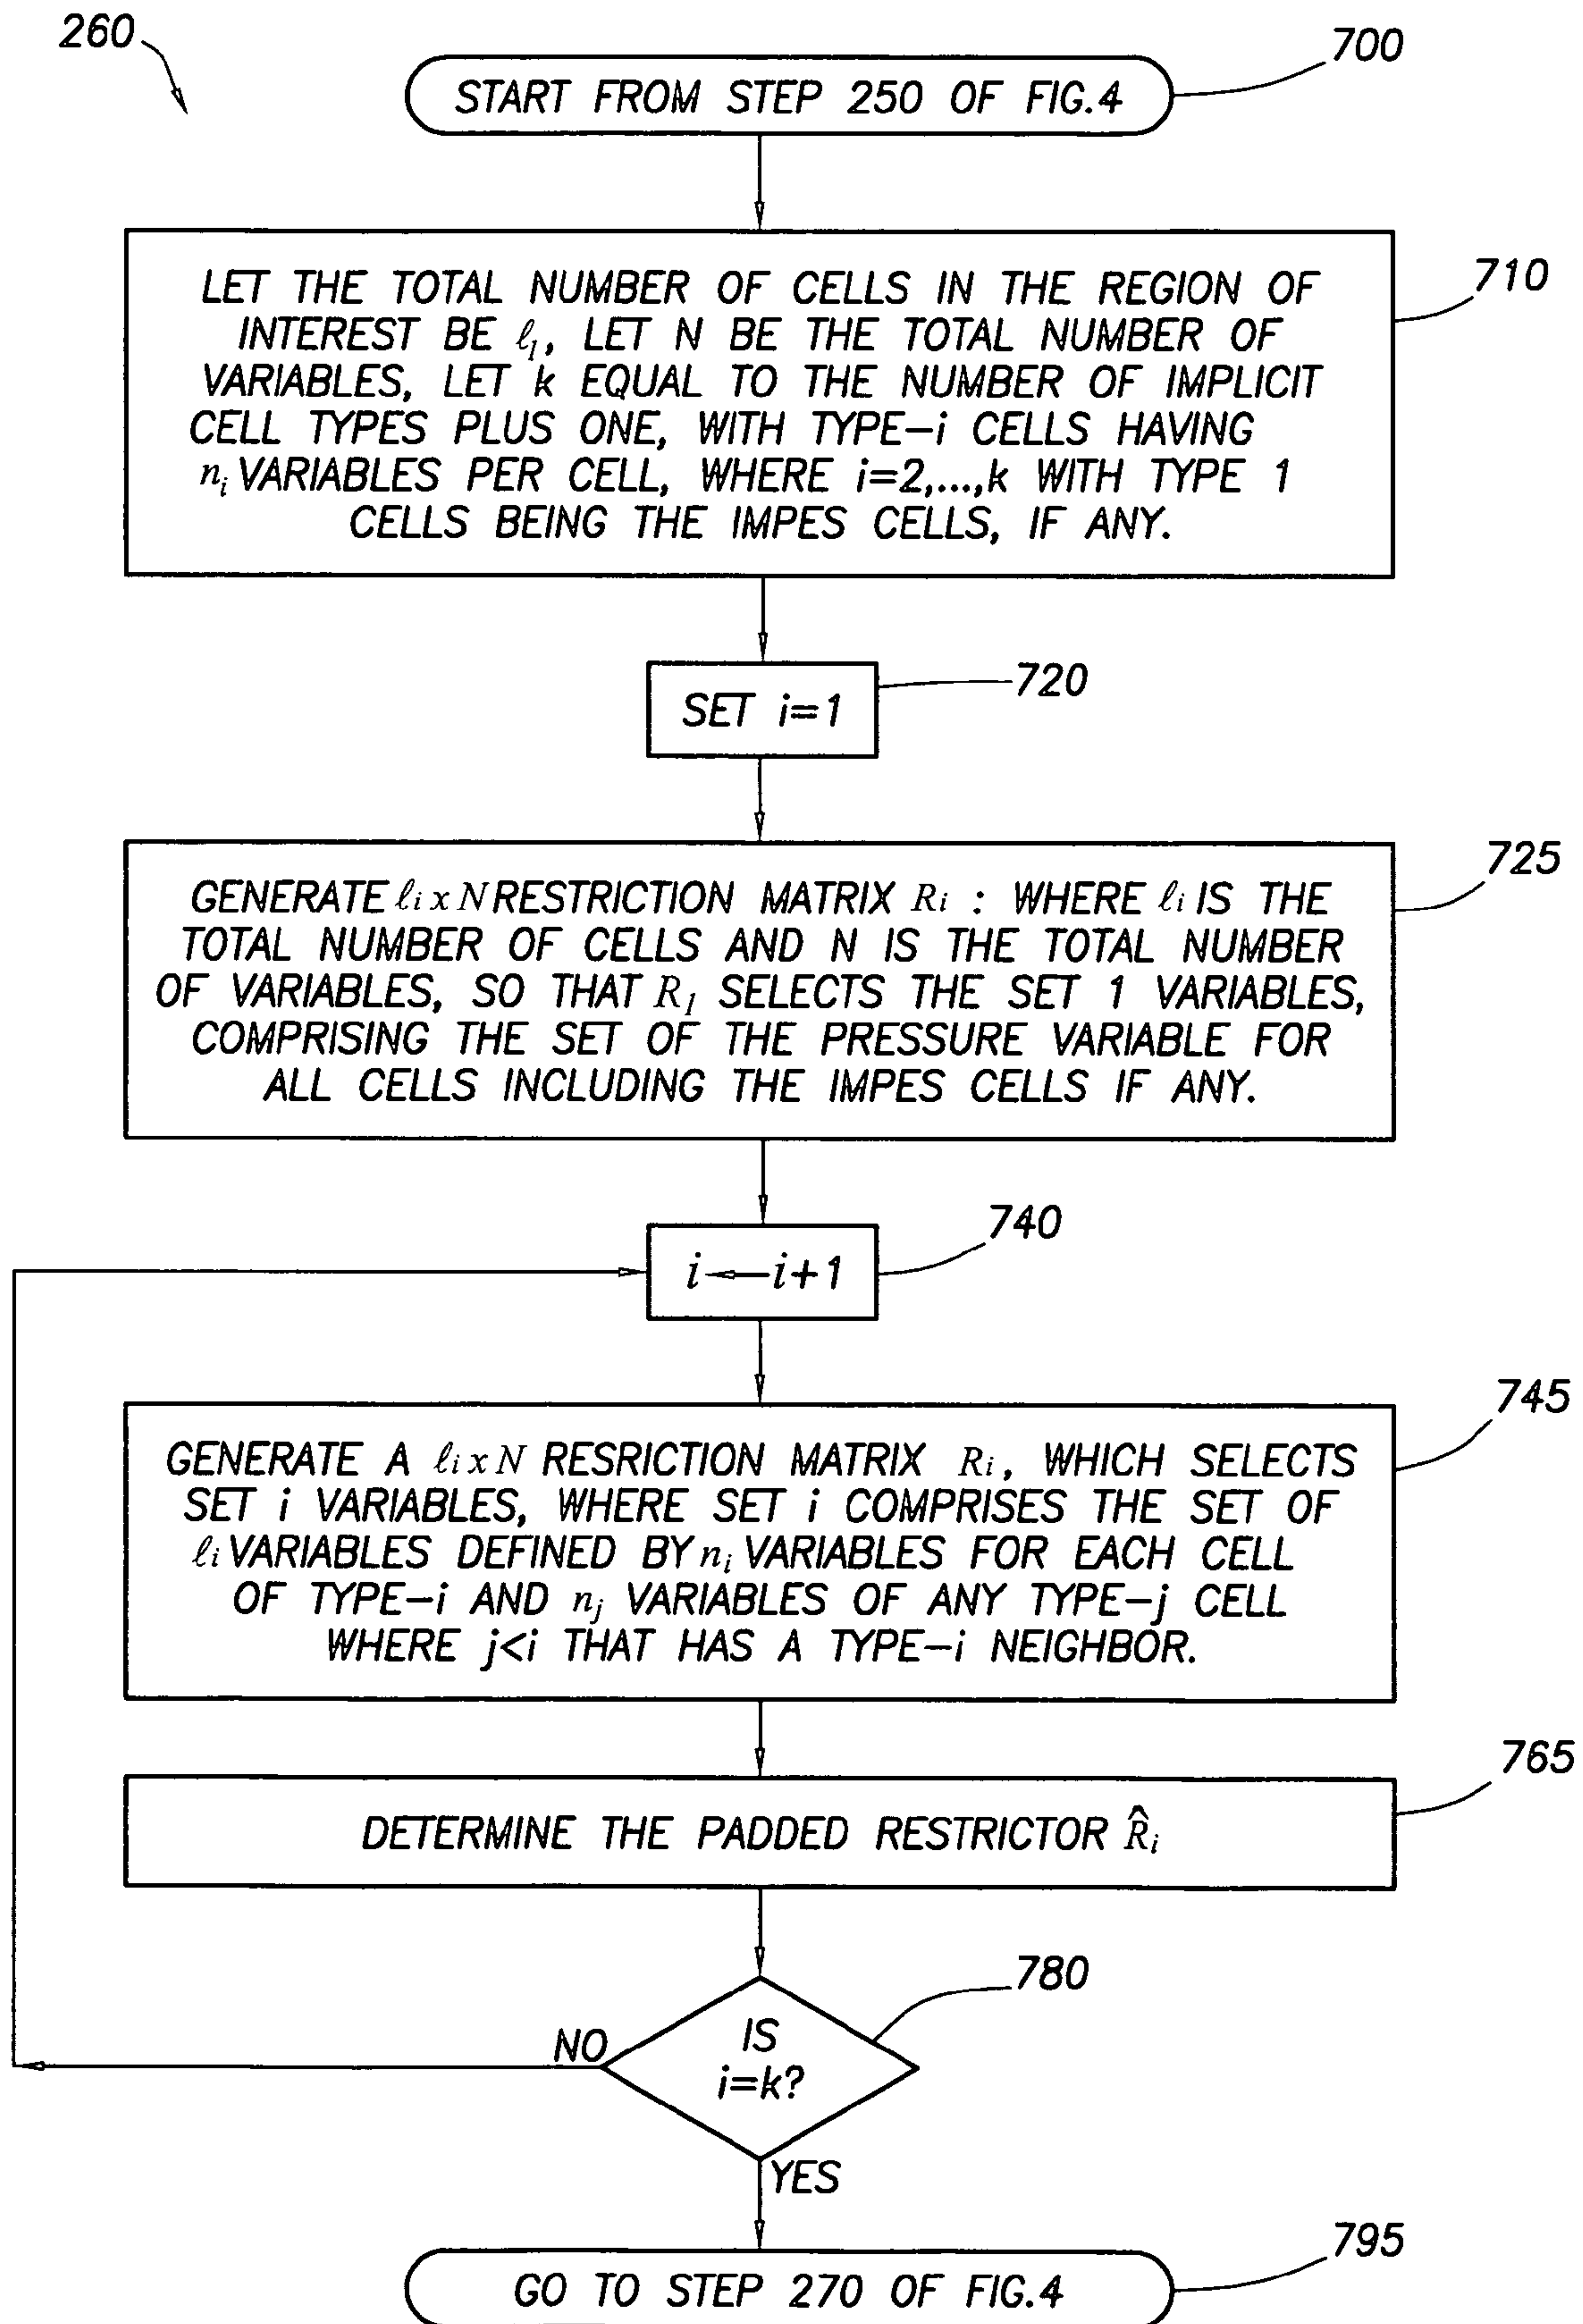 260
START FROM STEP 250 OF FIG.4
700
LET THE TOTAL NUMBER OF CELLS IN THE REGION OF
INTEREST BE ℓ₁, LET N BE THE TOTAL NUMBER OF
VARIABLES, LET k EQUAL TO THE NUMBER OF IMPLICIT
CELL TYPES PLUS ONE, WITH TYPE-i CELLS HAVING
nᵢ VARIABLES PER CELL, WHERE i=2,...,k WITH TYPE 1
CELLS BEING THE IMPES CELLS, IF ANY.
710
SET i=1
720
GENERATE ℓᵢ x N RESTRICTION MATRIX Rᵢ : WHERE ℓᵢ IS THE
TOTAL NUMBER OF CELLS AND N IS THE TOTAL NUMBER
OF VARIABLES, SO THAT R₁ SELECTS THE SET 1 VARIABLES,
COMPRISING THE SET OF THE PRESSURE VARIABLE FOR
ALL CELLS INCLUDING THE IMPES CELLS IF ANY.
725
i←i+1
740
GENERATE A ℓᵢ x N RESRICTION MATRIX Rᵢ, WHICH SELECTS
SET i VARIABLES, WHERE SET i COMPRISES THE SET OF
ℓᵢ VARIABLES DEFINED BY nᵢ VARIABLES FOR EACH CELL
OF TYPE-i AND nⱼ VARIABLES OF ANY TYPE-j CELL
WHERE j<i THAT HAS A TYPE-i NEIGHBOR.
745
DETERMINE THE PADDED RESTRICTOR R̂ᵢ
765
IS
i=k?
780
NO
YES
GO TO STEP 270 OF FIG.4
795